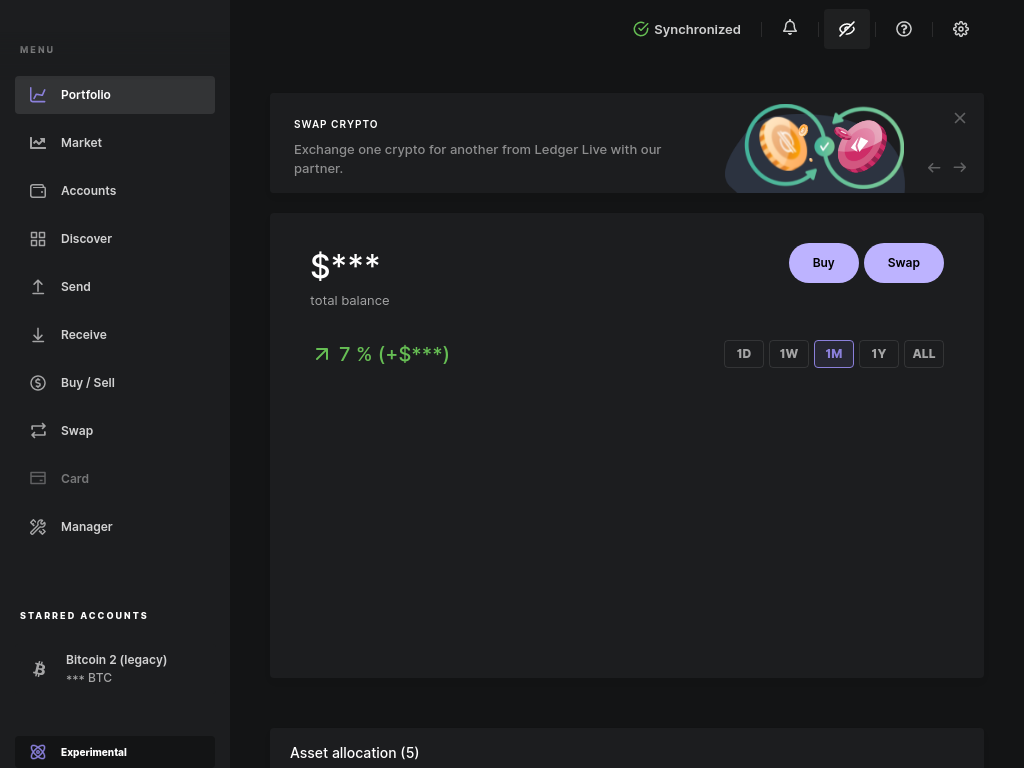 MENU
Portfolio
Market
Accounts
Discover
Send
Receive
Buy / Sell
Swap
Card
Manager
STARRED ACCOUNTS
Bitcoin 2 (legacy)
*** BTC
Experimental
Synchronized
SWAP CRYPTO
Exchange one crypto for another from Ledger Live with our
partner.
$***
total balance
Buy
Swap
7 % (+$***)
1D
1W
1M
1Y
ALL
Asset allocation (5)